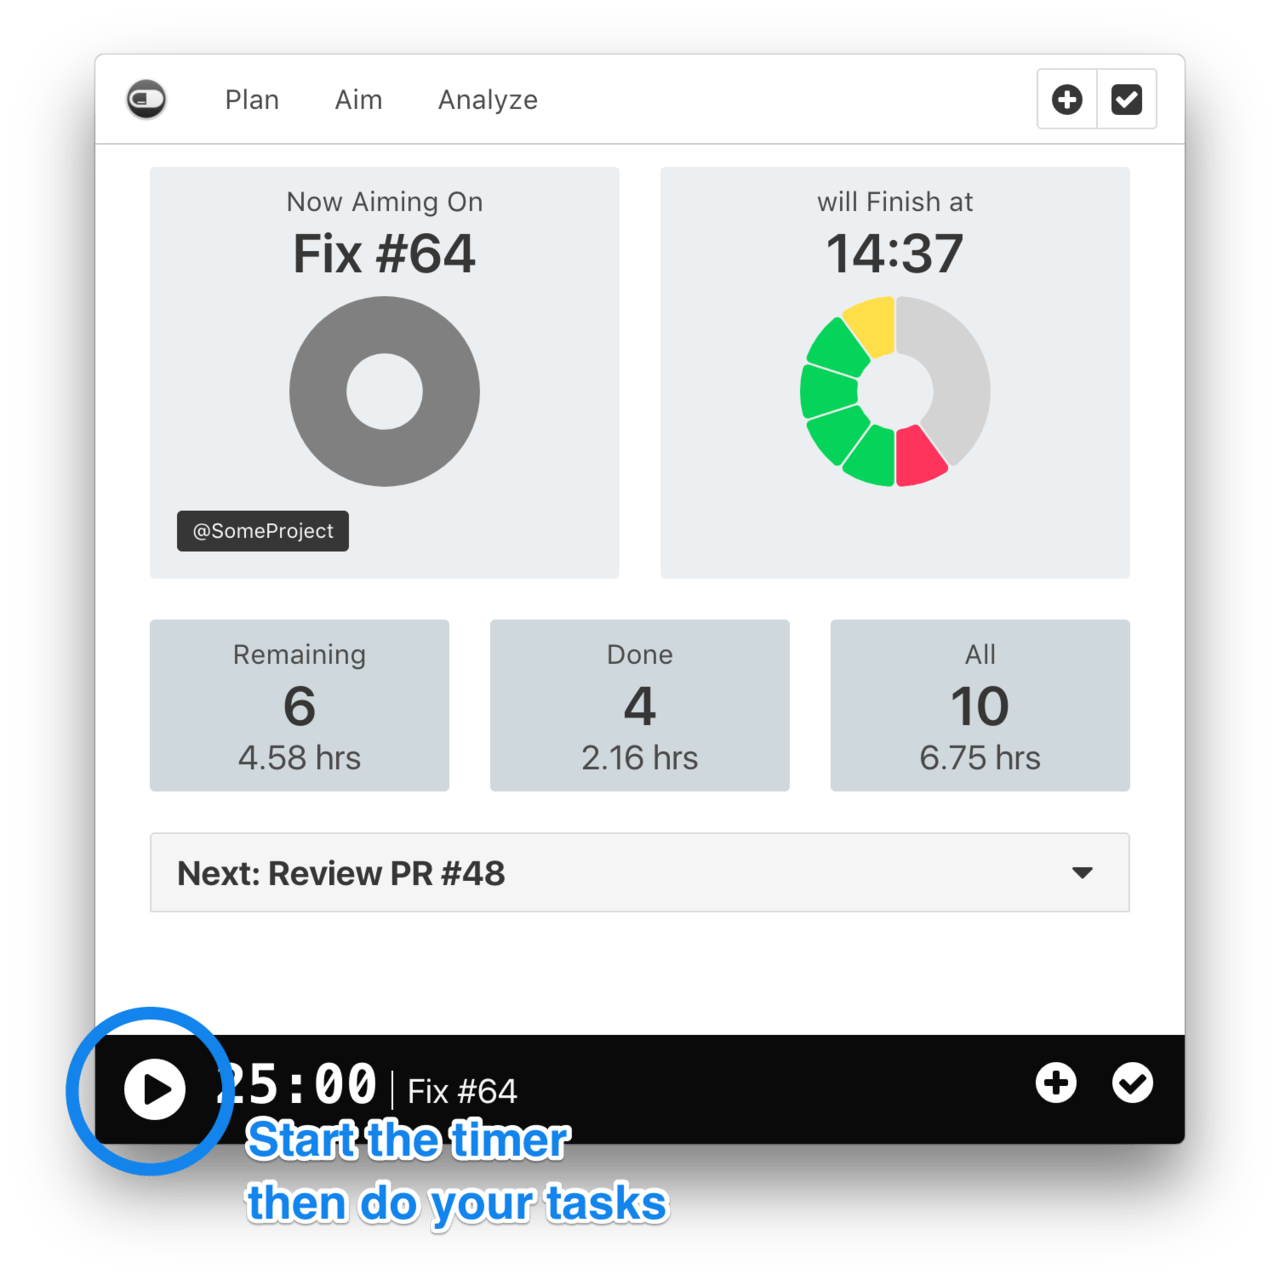 Plan Aim Analyze
Now Aiming On
Fix #64
@SomeProject
will Finish at
14:37
Remaining
6
4.58 hrs
Done
4
2.16 hrs
All
10
6.75 hrs
Next: Review PR #48
25:00 | Fix #64
Start the timer
then do your tasks